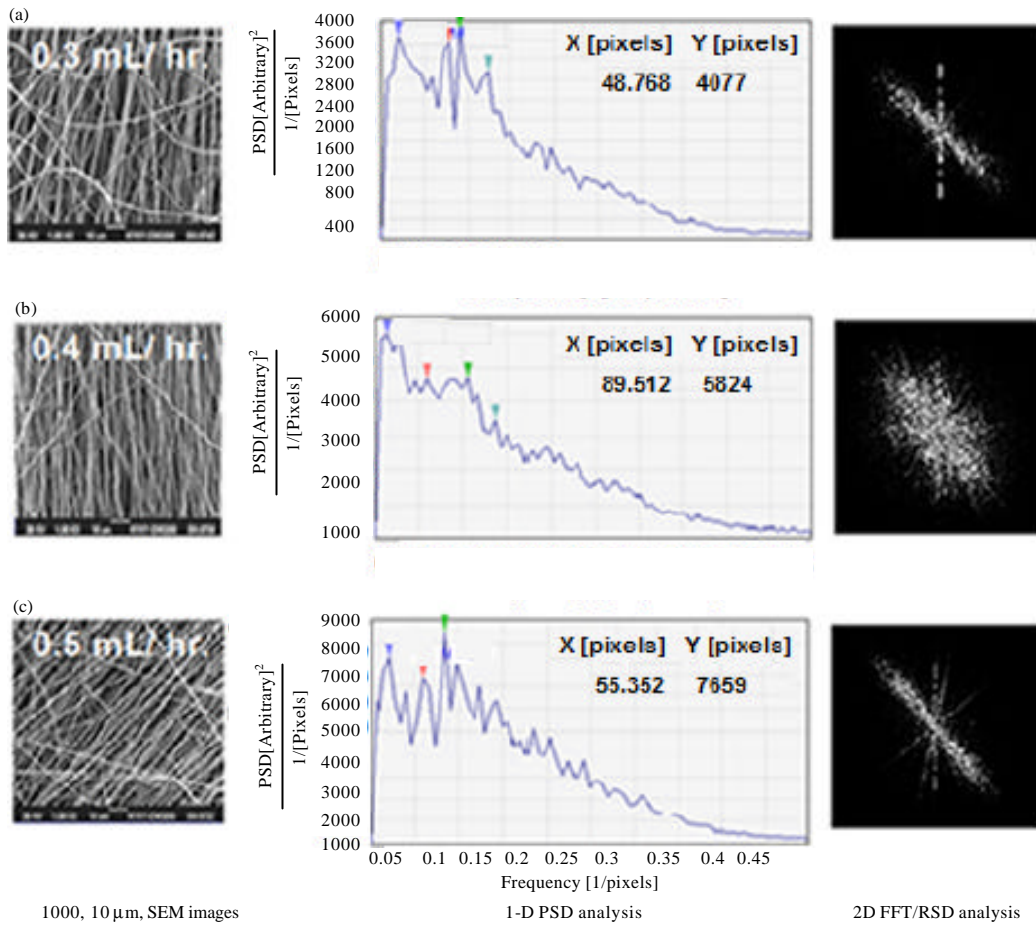 (a)
0.3 mL/ hr.
PSD[Arbitrary]²
1/[Pixels]
4000
3600
3200
2800
2400
2000
1600
1200
800
400
X [pixels] Y [pixels]
48.768 4077
(b)
0.4 mL/ hr.
PSD[Arbitrary]²
1/[Pixels]
6000
5000
4000
3000
2000
1000
X [pixels] Y [pixels]
89.512 5824
(c)
0.5 mL/ hr.
PSD[Arbitrary]²
1/[Pixels]
9000
8000
7000
6000
5000
4000
3000
2000
1000
X [pixels] Y [pixels]
55.352 7659
0.05 0.1 0.15 0.2 0.25 0.3 0.35 0.4 0.45
Frequency [1/pixels]
1000, 10 µm, SEM images
1-D PSD analysis
2D FFT/RSD analysis